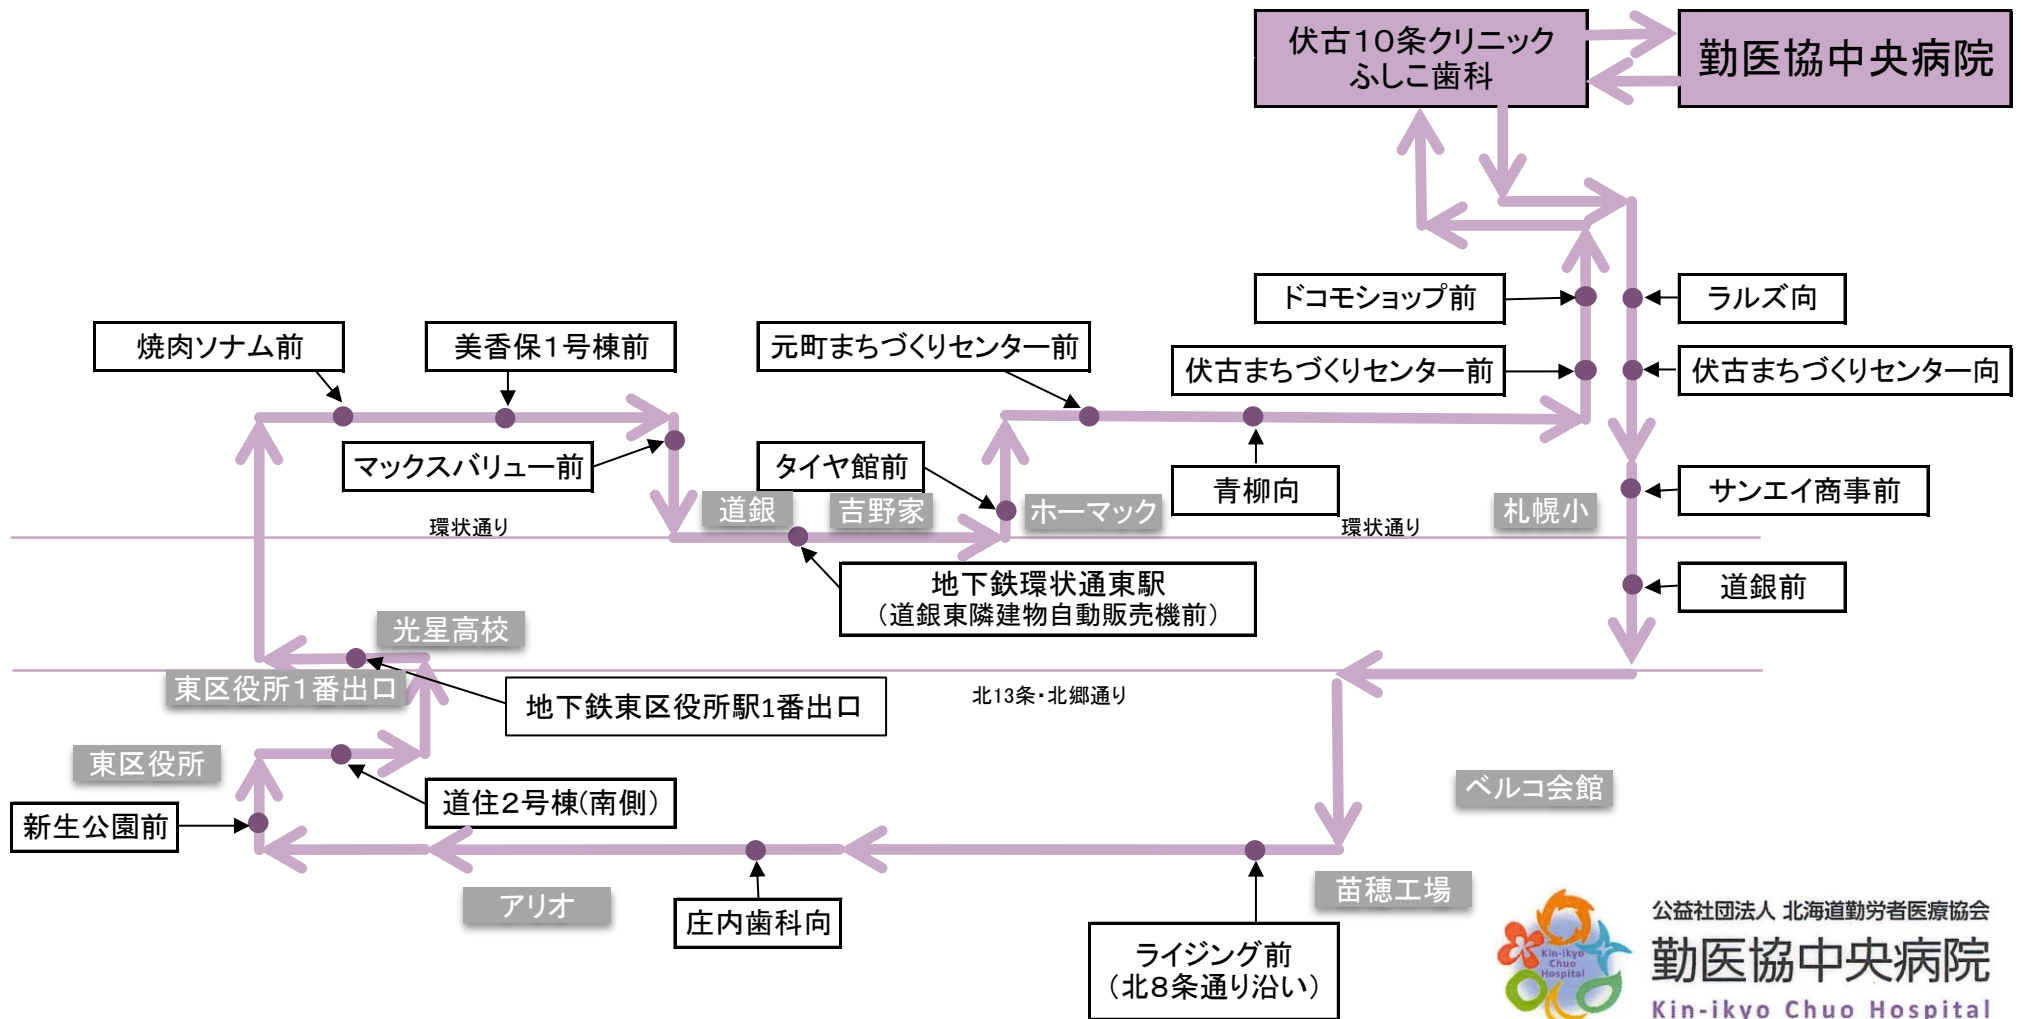 伏古10条クリニック
ふしこ歯科
勤医協中央病院
ドコモショップ前
ラルズ向
焼肉ソナム前
美香保1号棟前
元町まちづくりセンター前
伏古まちづくりセンター前
伏古まちづくりセンター向
マックスバリュー前
タイヤ館前
青柳向
サンエイ商事前
道銀
吉野家
ホーマック
札幌小
環状通り
環状通り
地下鉄環状通東駅
(道銀東隣建物自動販売機前)
道銀前
光星高校
東区役所1番出口
地下鉄東区役所駅1番出口
北13条・北郷通り
東区役所
道住2号棟(南側)
ベルコ会館
新生公園前
アリオ
庄内歯科向
苗穂工場
ライジング前
(北8条通り沿い)
Kin-ikyo
Chuo
Hospital
公益社団法人 北海道勤労者医療協会
勤医協中央病院
Kin-ikyo Chuo Hospital